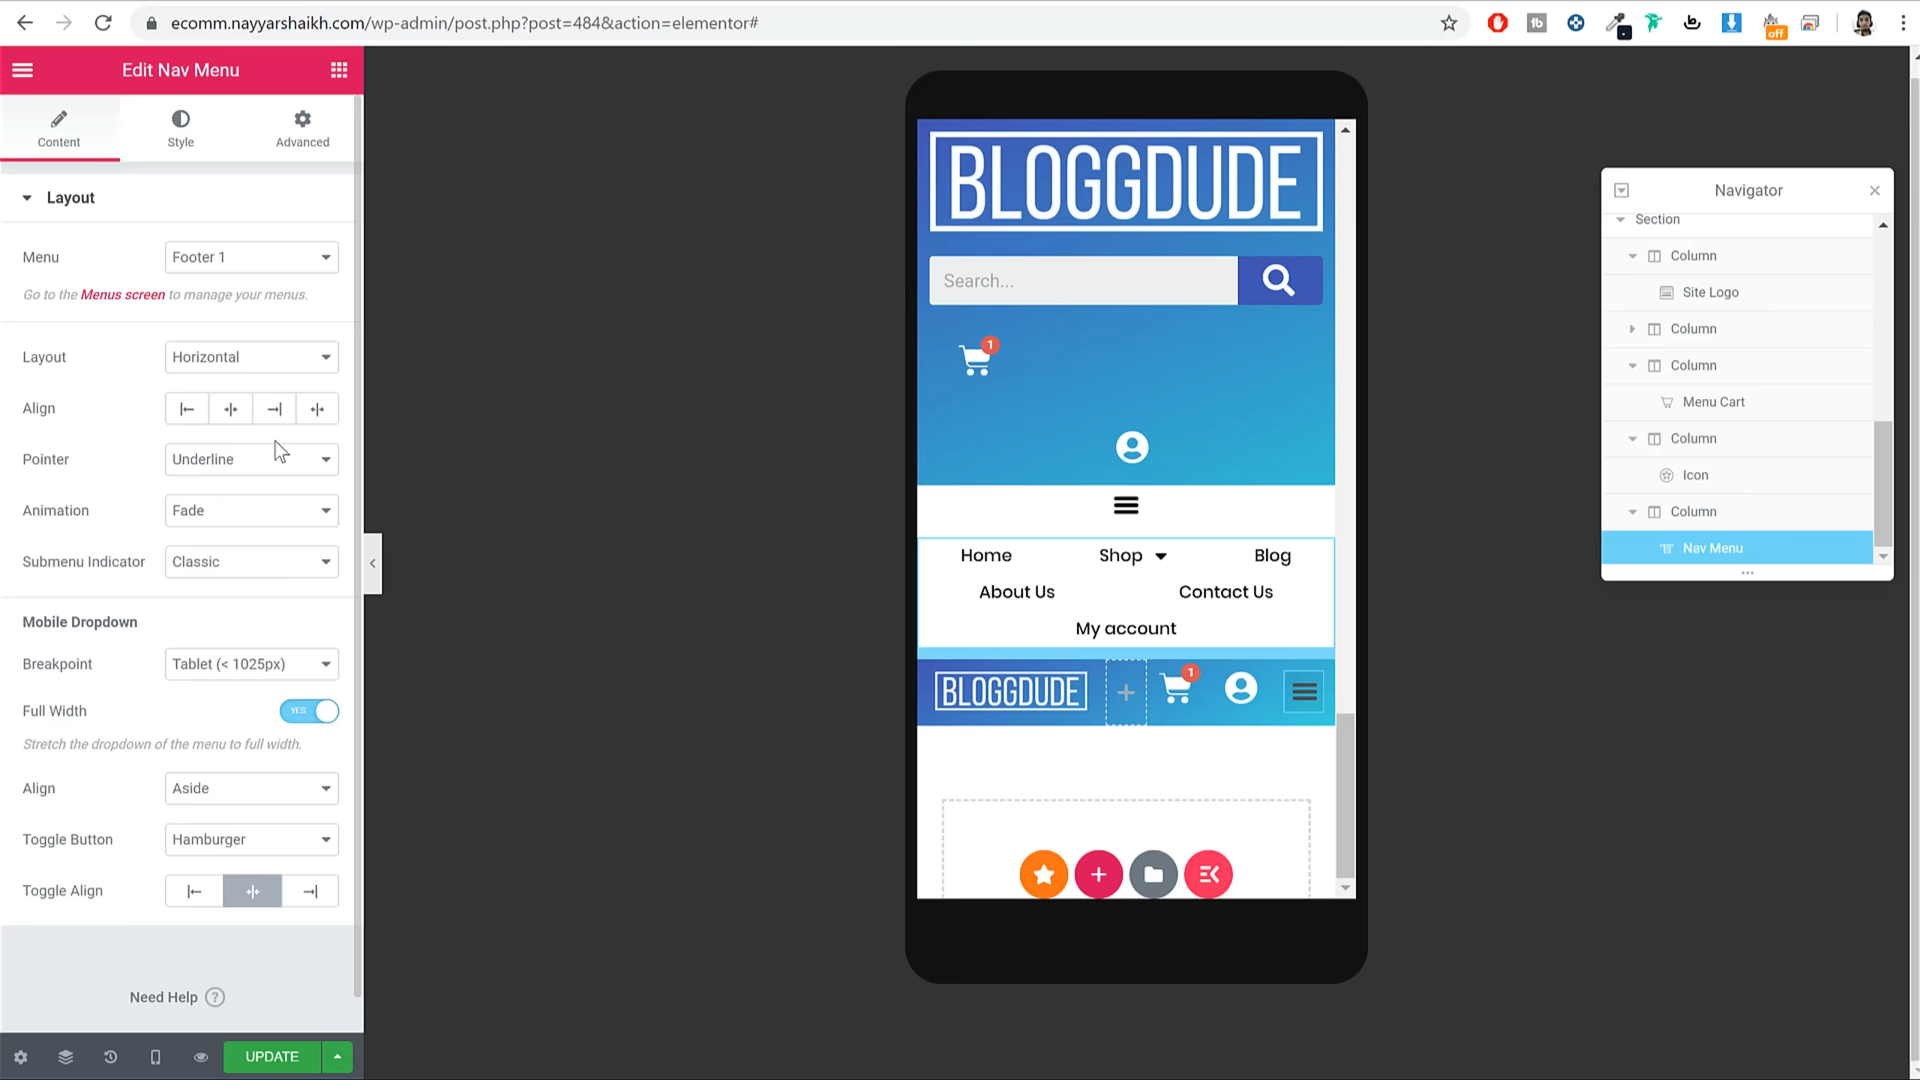 ecomm.nayyarshaikh.com/wp-admin/post.php?post=484&action=elementor#
off
Edit Nav Menu
Content
Style
Advanced
Layout
Menu
Footer 1
Go to the Menus screen to manage your menus.
Layout
Horizontal
Align
Pointer
Underline
Animation
Fade
Submenu Indicator
Classic
Mobile Dropdown
Breakpoint
Tablet (< 1025px)
Full Width
YES
Stretch the dropdown of the menu to full width.
Align
Aside
Toggle Button
Hamburger
Toggle Align
Need Help ?
UPDATE
BLOGGDUDE
Search...
1
Home
Shop
Blog
About Us
Contact Us
My account
BLOGGDUDE
1
Navigator
Section
Column
Site Logo
Column
Column
Menu Cart
Column
Icon
Column
Nav Menu